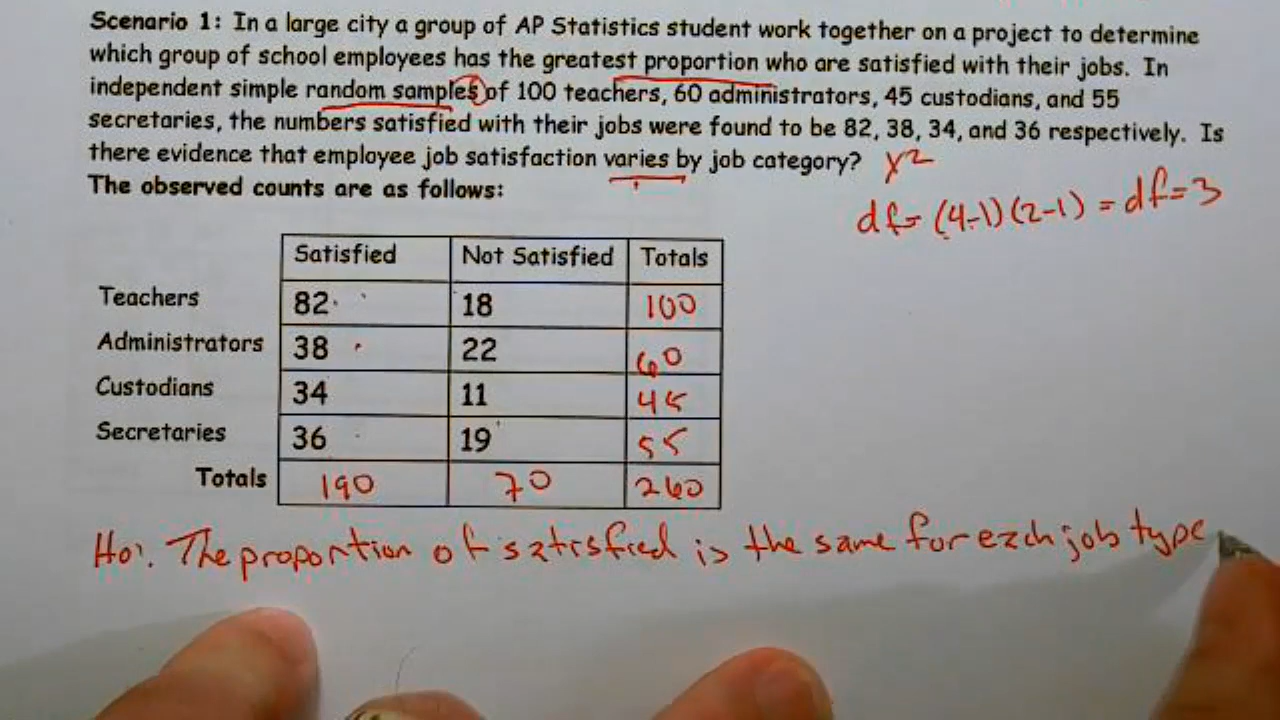 Scenario 1: In a large city a group of AP Statistics student work together on a project to determine
which group of school employees has the greatest proportion who are satisfied with their jobs. In
independent simple random samples of 100 teachers, 60 administrators, 45 custodians, and 55
secretaries, the numbers satisfied with their jobs were found to be 82, 38, 34, and 36 respectively. Is
there evidence that employee job satisfaction varies by job category? X²
The observed counts are as follows:
df= (4-1)(2-1) = df=3
Satisfied Not Satisfied Totals
Teachers 82 18 100
Administrators 38 22 60
Custodians 34 11 45
Secretaries 36 19 55
Totals 190 70 260
Ho: The proportion of satisfied is the same for each job type